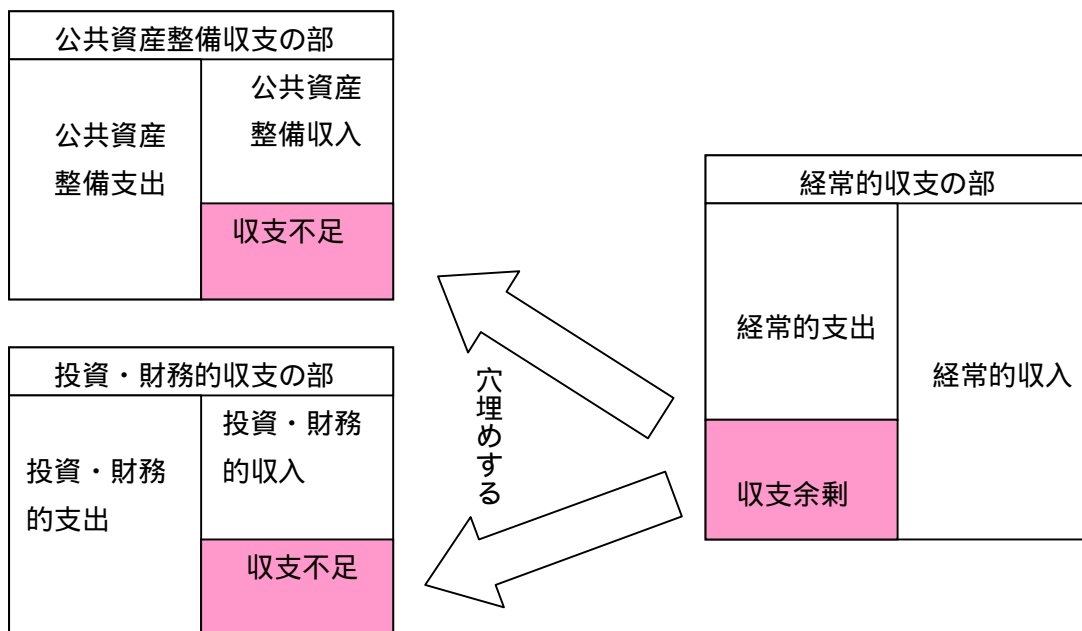 公共資産整備収支の部
公共資産
整備支出
公共資産
整備収入
収支不足
投資・財務的収支の部
投資・財務
的支出
投資・財務
的収入
収支不足
穴埋めする
経常的収支の部
経常的支出
収支余剰
経常的収入